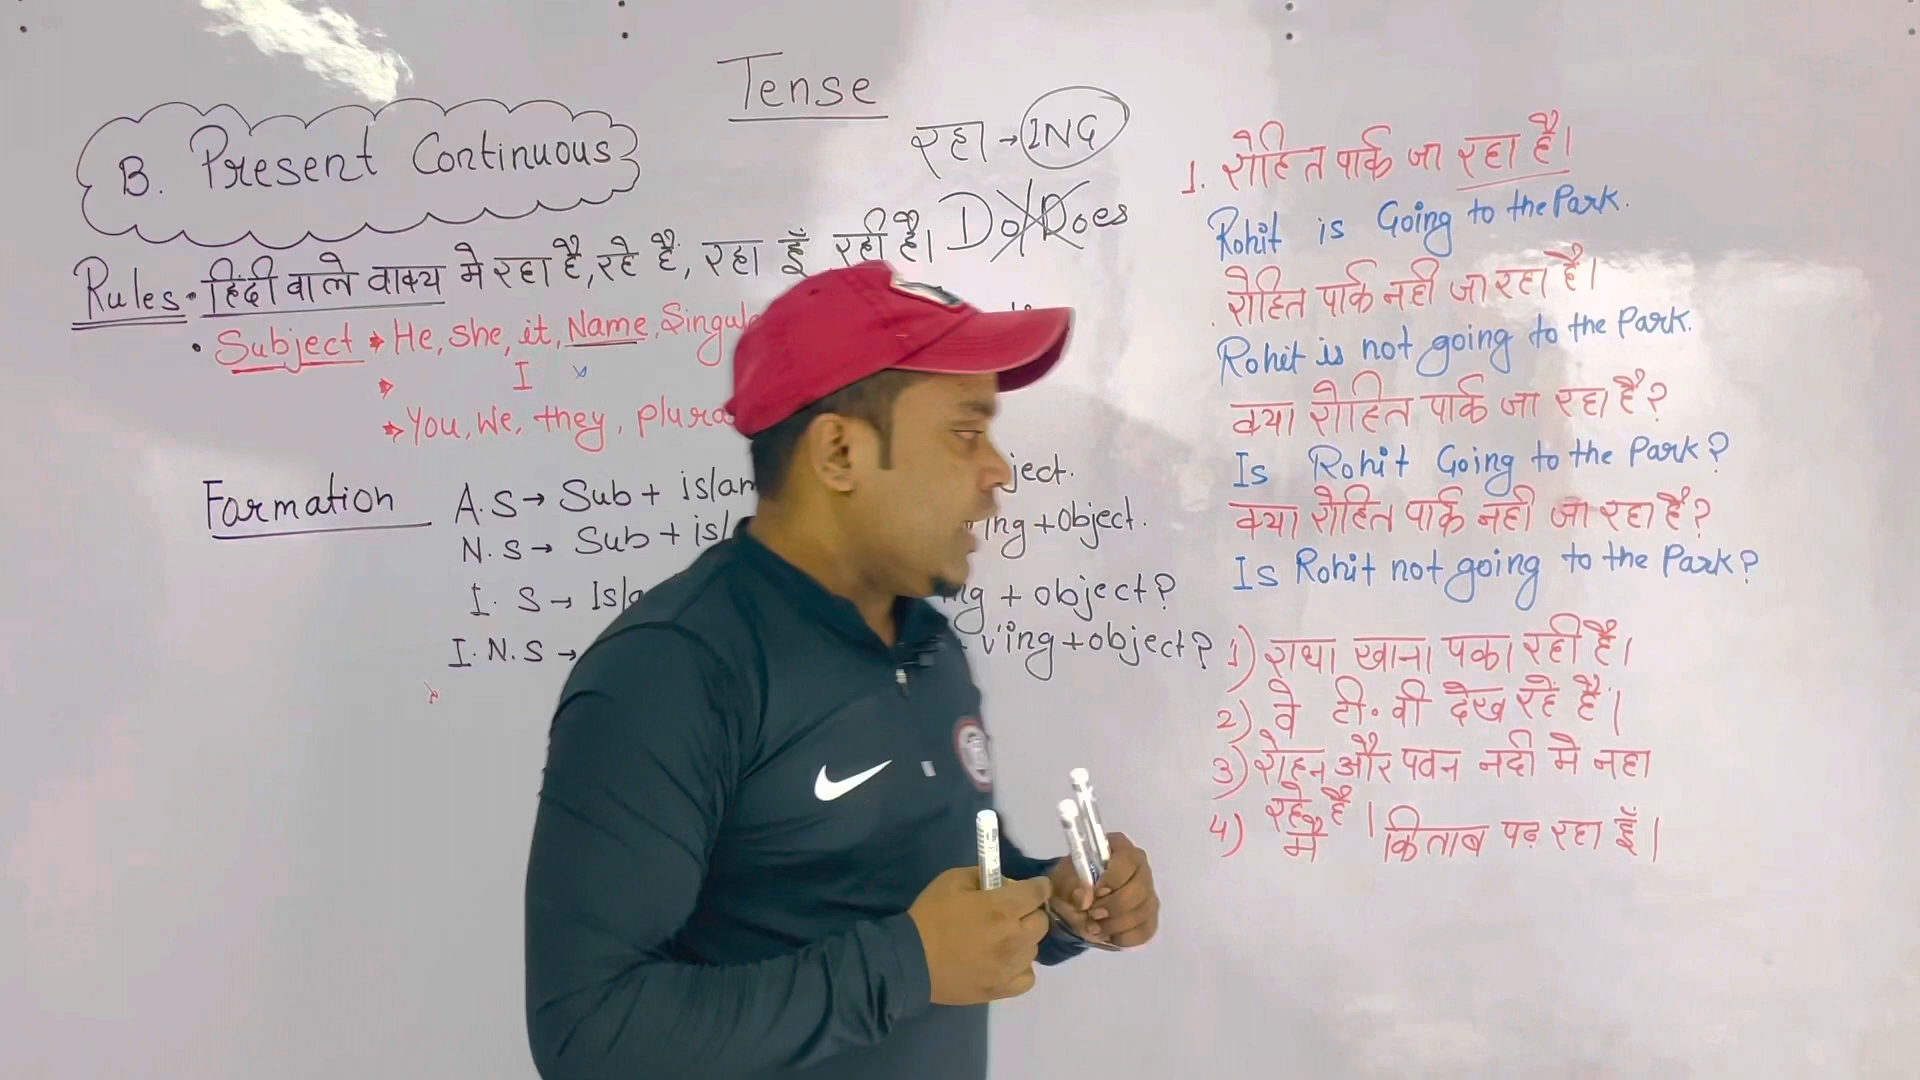 Tense
B. Present Continuous
रहा → ING
Do/Does
Rules • हिंदी वाले वाक्य मे रहा है, रहे हैं, रहा हूँ रही है।
• Subject → He, she, it, Name, Singul
I
→ You, We, they, plura
Farmation
A.S → Sub + is/am ject.
N.S → Sub + is/ ing + Object.
I. S → Is/a ing + object?
I.N.S → ving + object?
1. रोहित पार्क जा रहा है।
Rohit is Going to the Park.
रोहित पार्क नही जा रहा है।
Rohit is not going to the Park.
क्या रोहित पार्क जा रहा है?
Is Rohit Going to the Park?
क्या रोहित पार्क नही जा रहा है?
Is Rohit not going to the Park?
1) राधा खाना पका रही है।
2) वे टी.वी देख रहें हैं।
3) रोहन और पवन नदी मे नहा
रहे है।
4) मैं किताब पढ़ रहा हूँ।